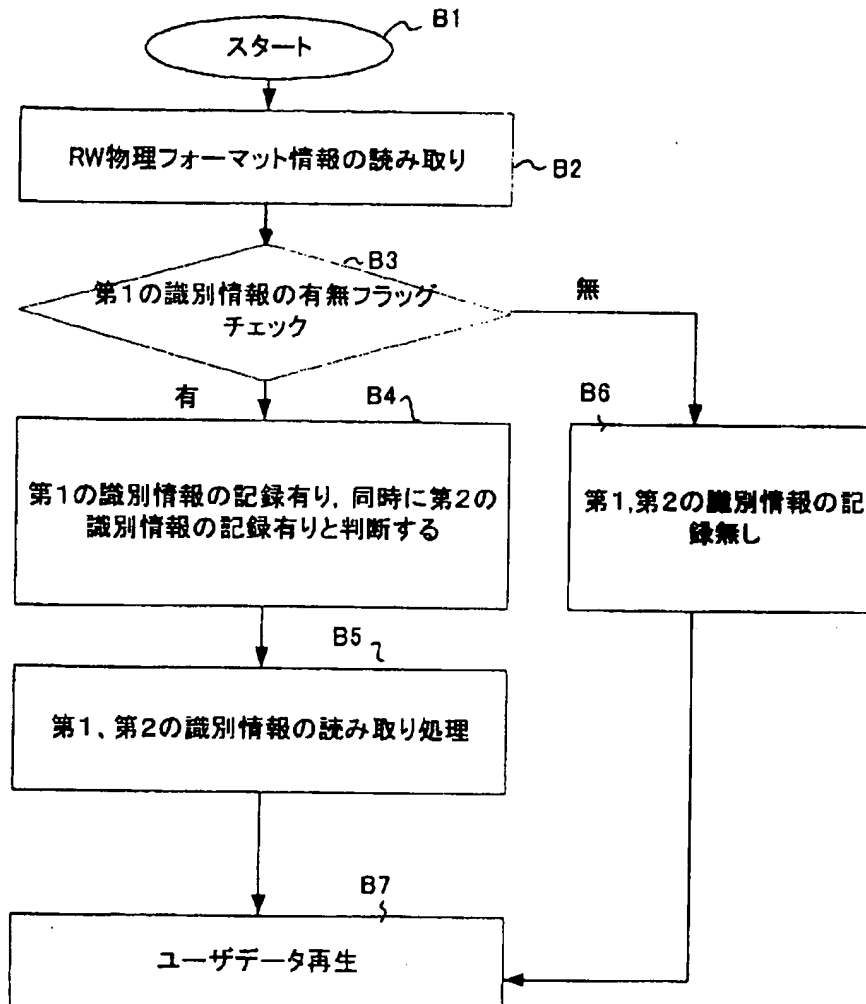 B1
スタート
RW物理フォーマット情報の読み取り
B2
B3
第1の識別情報の有無フラッグ
チェック
無
有
B4
B6
第1の識別情報の記録有り, 同時に第2の
識別情報の記録有りと判断する
第1,第2の識別情報の記
録無し
B5
第1、第2の識別情報の読み取り処理
B7
ユーザデータ再生